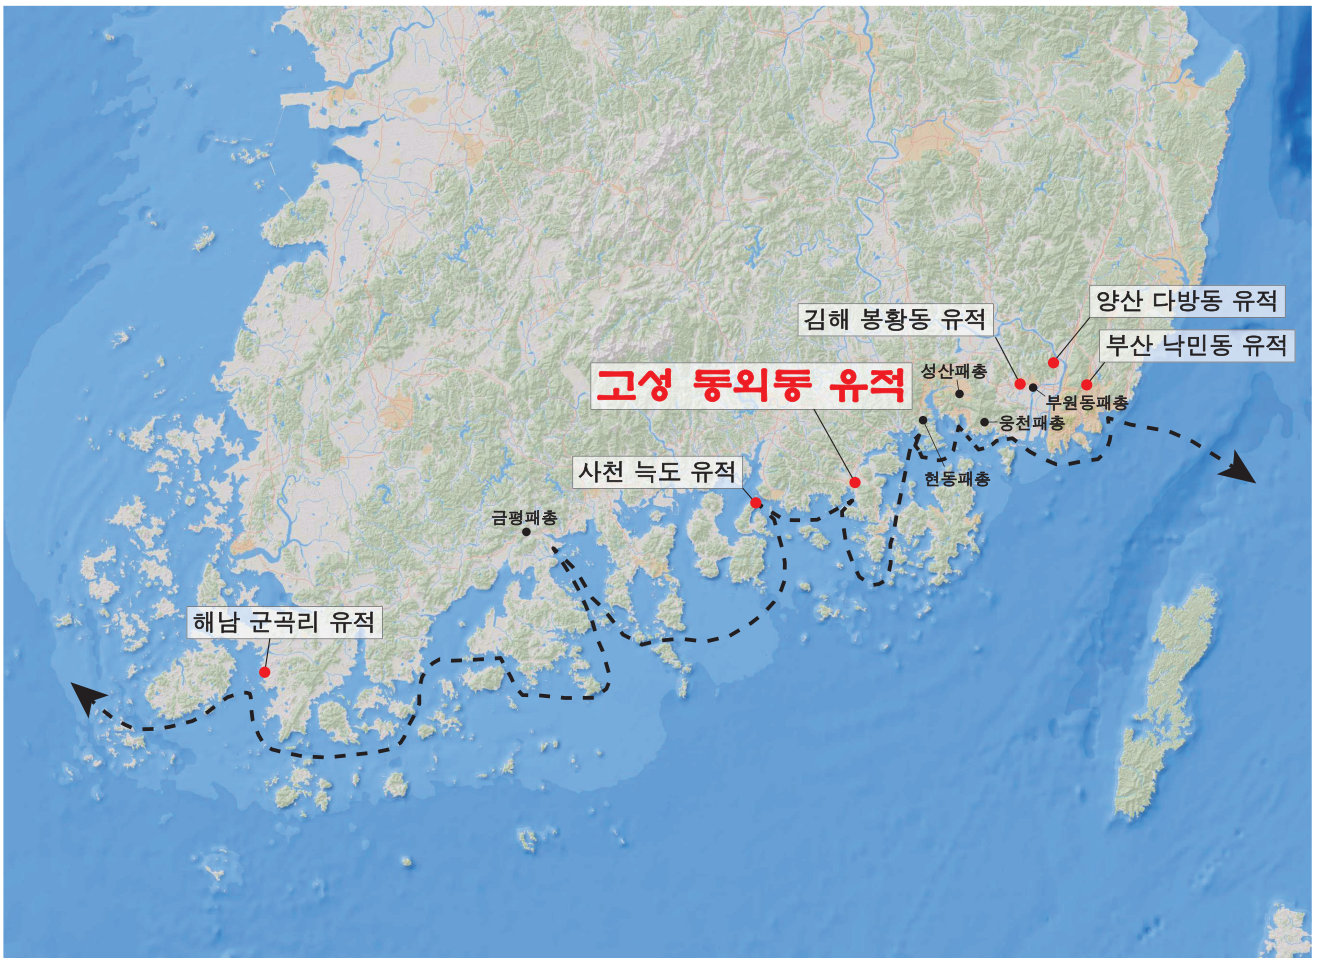 양산 다방동 유적
김해 봉황동 유적
부산 낙민동 유적
고성 동외동 유적
성산패총
부원동패총
웅천패총
사천 늑도 유적
현동패총
금평패총
해남 군곡리 유적